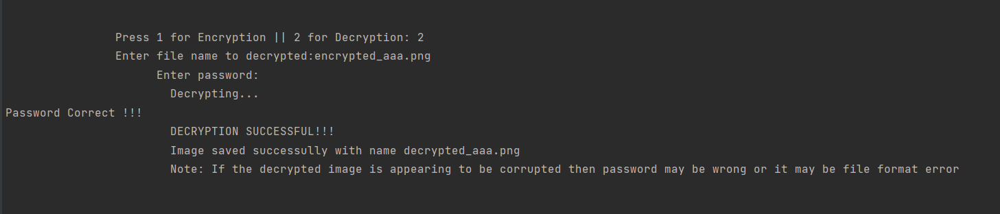 Press 1 for Encryption || 2 for Decryption: 2
Enter file name to decrypted:encrypted_aaa.png
Enter password:
Decrypting...
Password Correct !!!
DECRYPTION SUCCESSFUL!!!
Image saved successully with name decrypted_aaa.png
Note: If the decrypted image is appearing to be corrupted then password may be wrong or it may be file format error